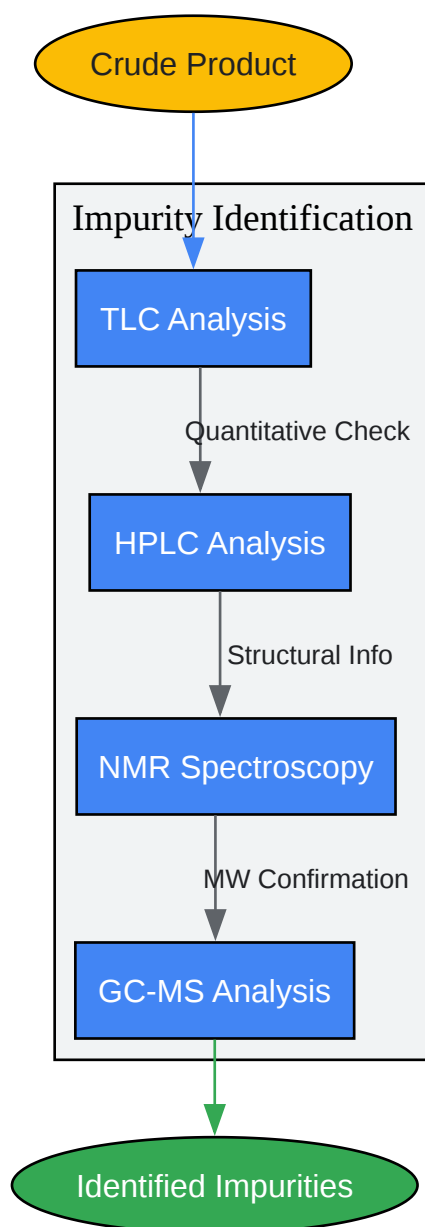 Crude Product
Impurity Identification
TLC Analysis
Quantitative Check
HPLC Analysis
Structural Info
NMR Spectroscopy
MW Confirmation
GC-MS Analysis
Identified Impurities